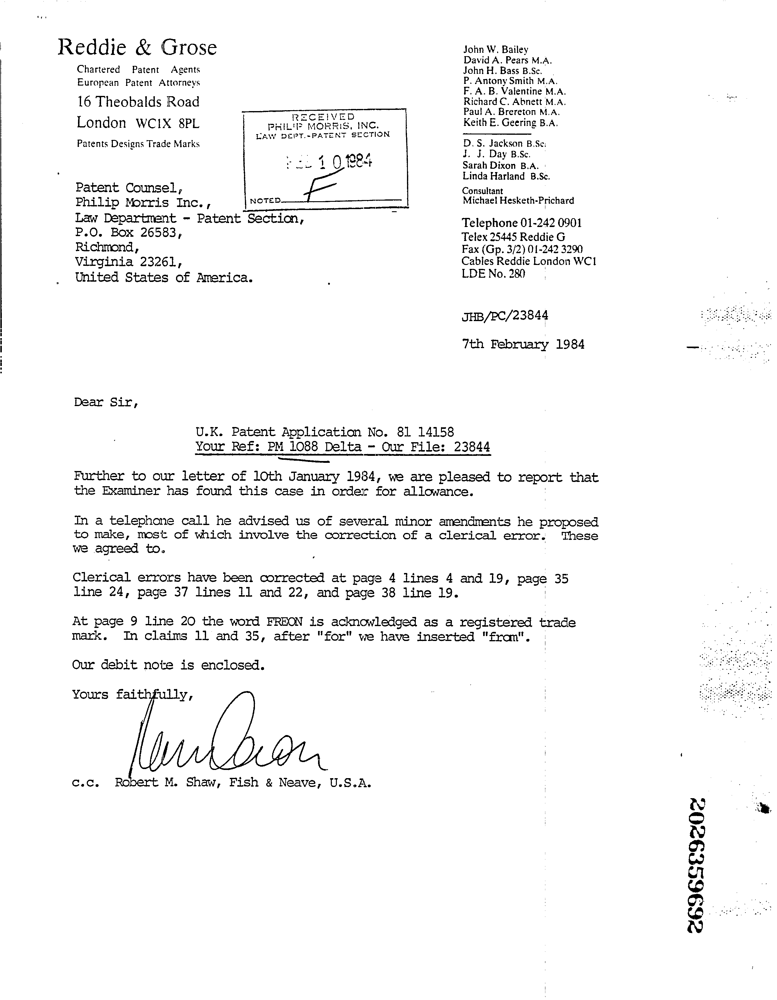 Reddie & Grose
Chartered Patent Agents
European Patent Attorneys
16 Theobalds Road
London WC1X 8PL
Patents Designs Trade Marks
John W. Bailey
David A. Pears M.A.
John H. Bass B.Sc.
P. Antony Smith M.A.
F. A. B. Valentine M.A.
Richard C. Abnett M.A.
Paul A. Brereton M.A.
Keith E. Geering B.A.
D. S. Jackson B.Sc.
J. J. Day B.Sc.
Sarah Dixon B.A.
Linda Harland B.Sc.
Consultant
Michael Hesketh-Prichard
Telephone 01-242 0901
Telex 25445 Reddie G
Fax (Gp. 3/2) 01-242 3290
Cables Reddie London WC1
LDE No. 280
RECEIVED
PHILIP MORRIS, INC.
LAW DEPT.-PATENT SECTION
10 1984
NOTED
Patent Counsel,
Philip Morris Inc.,
Law Department - Patent Section,
P.O. Box 26583,
Richmond,
Virginia 23261,
United States of America.
JHB/PC/23844
7th February 1984
Dear Sir,
U.K. Patent Application No. 81 14158
Your Ref: PM 1088 Delta - Our File: 23844
Further to our letter of 10th January 1984, we are pleased to report that
the Examiner has found this case in order for allowance.
In a telephone call he advised us of several minor amendments he proposed
to make, most of which involve the correction of a clerical error. These
we agreed to.
Clerical errors have been corrected at page 4 lines 4 and 19, page 35
line 24, page 37 lines 11 and 22, and page 38 line 19.
At page 9 line 20 the word FREON is acknowledged as a registered trade
mark. In claims 11 and 35, after "for" we have inserted "from".
Our debit note is enclosed.
Yours faithfully,
c.c. Robert M. Shaw, Fish & Neave, U.S.A.
2026359692